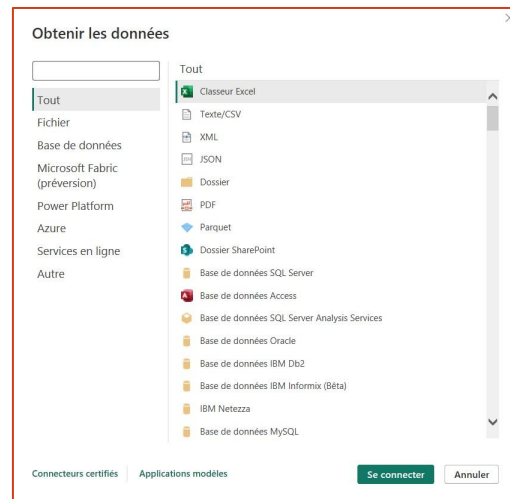 Obtenir les données
Tout
Fichier
Base de données
Microsoft Fabric
(préversion)
Power Platform
Azure
Services en ligne
Autre
Tout
Classeur Excel
Texte/CSV
XML
JSON
Dossier
PDF
Parquet
Dossier SharePoint
Base de données SQL Server
Base de données Access
Base de données SQL Server Analysis Services
Base de données Oracle
Base de données IBM Db2
Base de données IBM Informix (Bêta)
IBM Netezza
Base de données MySQL
Connecteurs certifiés
Applications modèles
Se connecter
Annuler